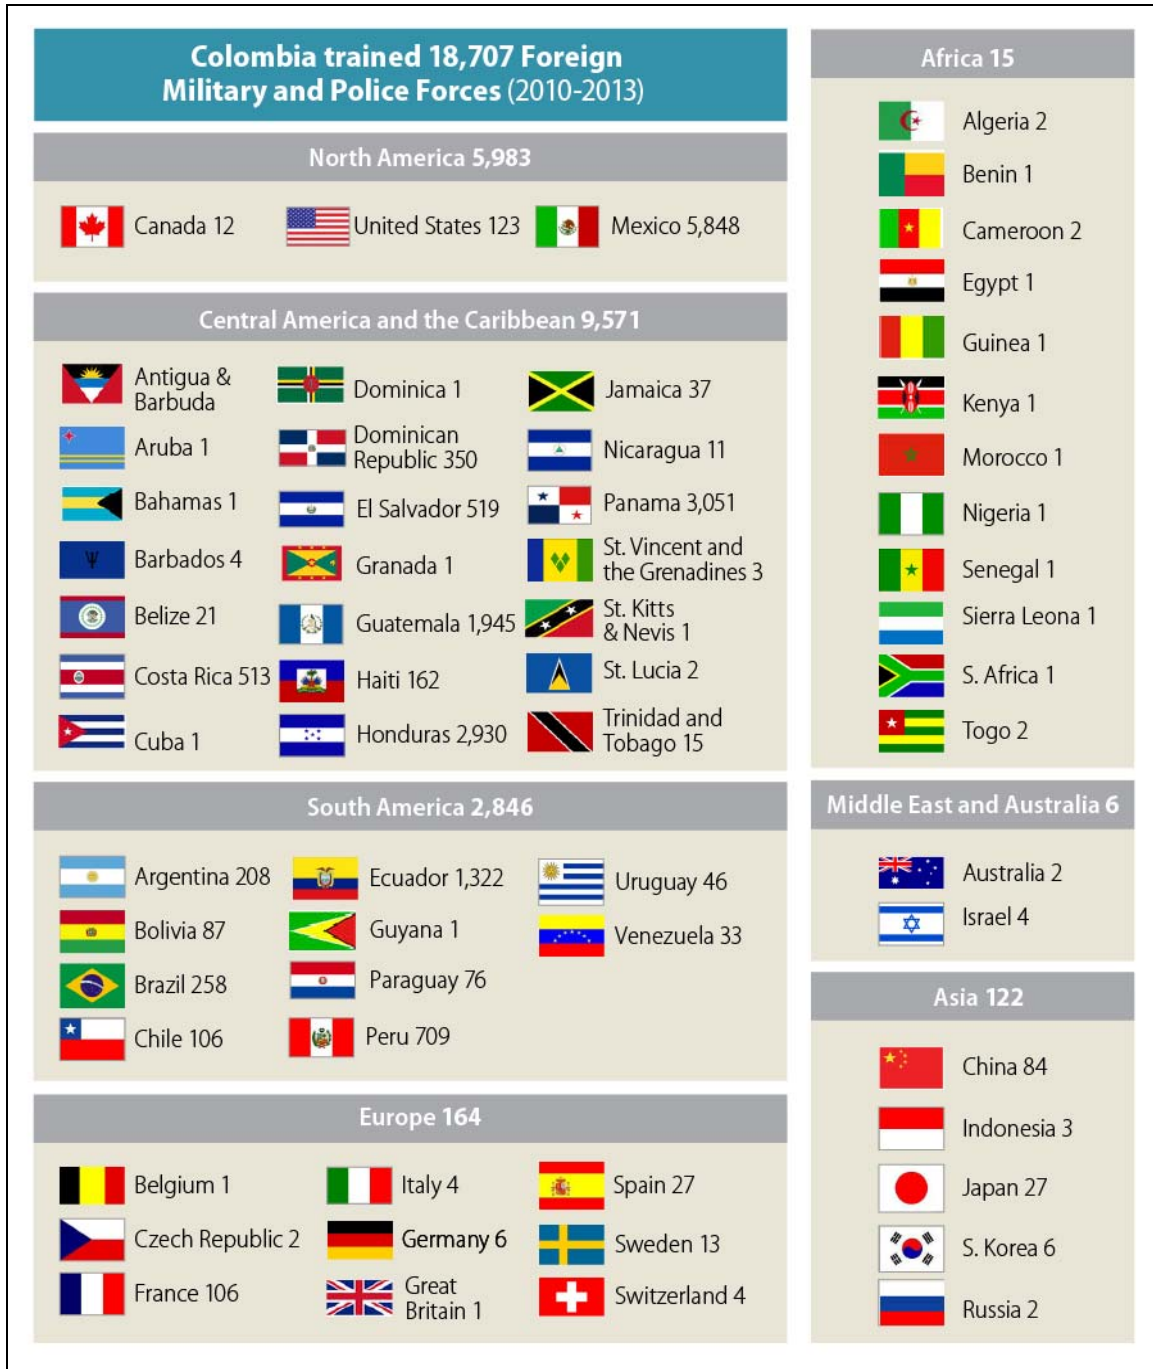 Colombia trained 18,707 Foreign
Military and Police Forces (2010-2013)
North America 5,983
Canada 12
United States 123
Mexico 5,848
Central America and the Caribbean 9,571
Antigua &
Barbuda
Aruba 1
Bahamas 1
Barbados 4
Belize 21
Costa Rica 513
Cuba 1
Dominica 1
Dominican
Republic 350
El Salvador 519
Granada 1
Guatemala 1,945
Haiti 162
Honduras 2,930
Jamaica 37
Nicaragua 11
Panama 3,051
St. Vincent and
the Grenadines 3
St. Kitts
& Nevis 1
St. Lucia 2
Trinidad and
Tobago 15
South America 2,846
Argentina 208
Bolivia 87
Brazil 258
Chile 106
Ecuador 1,322
Guyana 1
Paraguay 76
Peru 709
Uruguay 46
Venezuela 33
Europe 164
Belgium 1
Czech Republic 2
France 106
Italy 4
Germany 6
Great
Britain 1
Spain 27
Sweden 13
Switzerland 4
Africa 15
Algeria 2
Benin 1
Cameroon 2
Egypt 1
Guinea 1
Kenya 1
Morocco 1
Nigeria 1
Senegal 1
Sierra Leona 1
S. Africa 1
Togo 2
Middle East and Australia 6
Australia 2
Israel 4
Asia 122
China 84
Indonesia 3
Japan 27
S. Korea 6
Russia 2